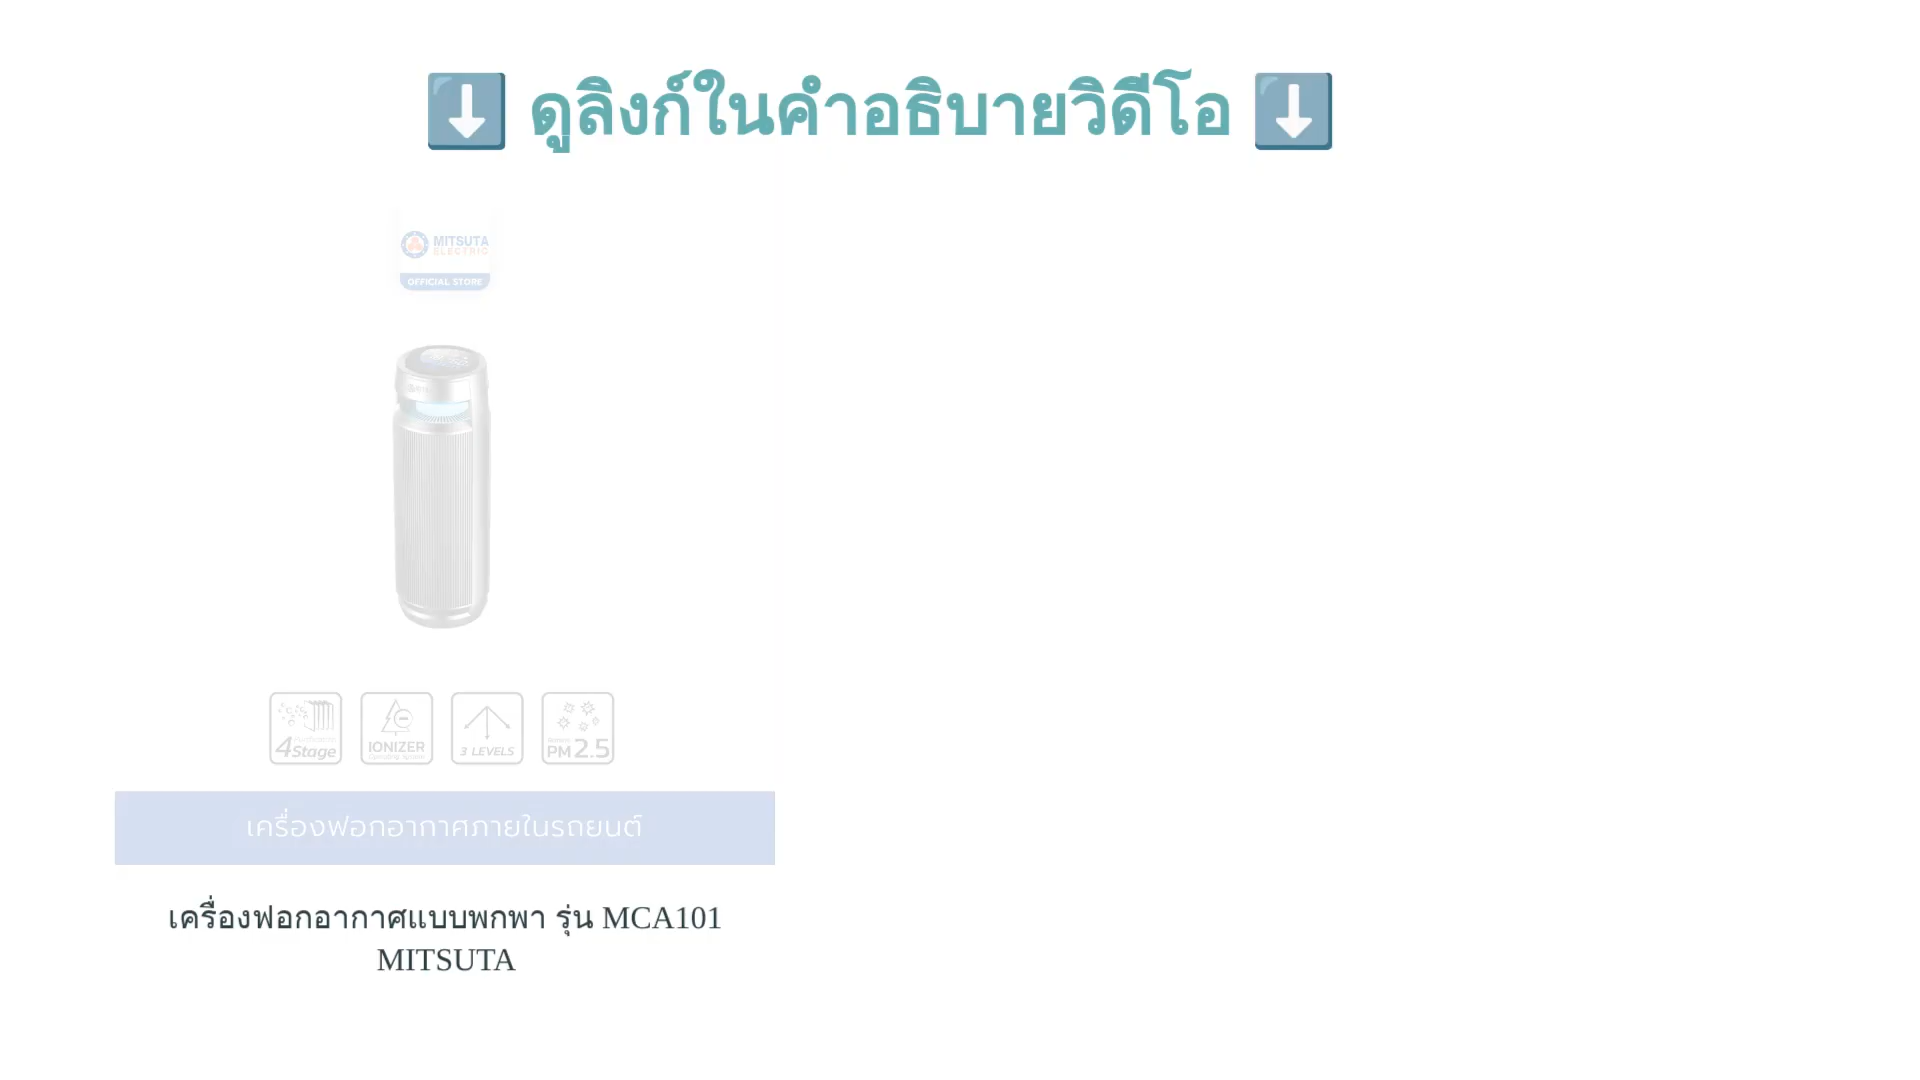 ⬇️ ดูลิงก์ในคำอธิบายวิดีโอ ⬇️
MITSUTA
ELECTRIC
OFFICIAL STORE
4Stage
IONIZER
3 LEVELS
PM 2.5
เครื่องฟอกอากาศภายในรถยนต์
เครื่องฟอกอากาศแบบพกพา รุ่น MCA101
MITSUTA